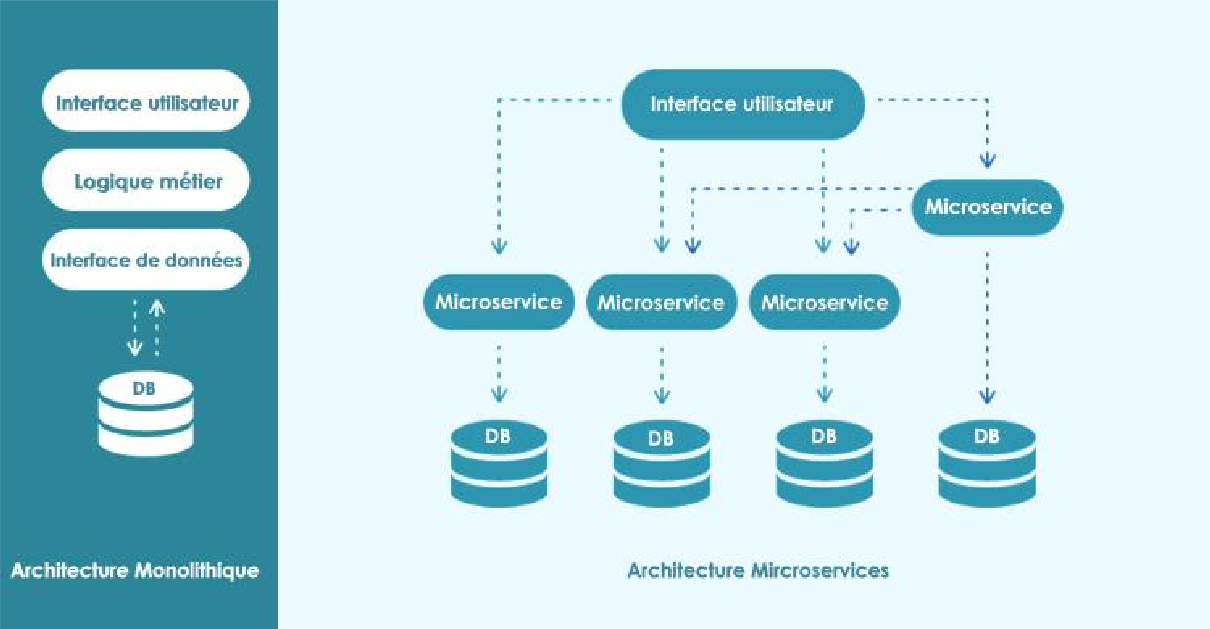 Interface utilisateur
Logique métier
Interface de données
DB
Architecture Monolithique
Interface utilisateur
Microservice
Microservice
Microservice
Microservice
DB
DB
DB
DB
Architecture Mircroservices